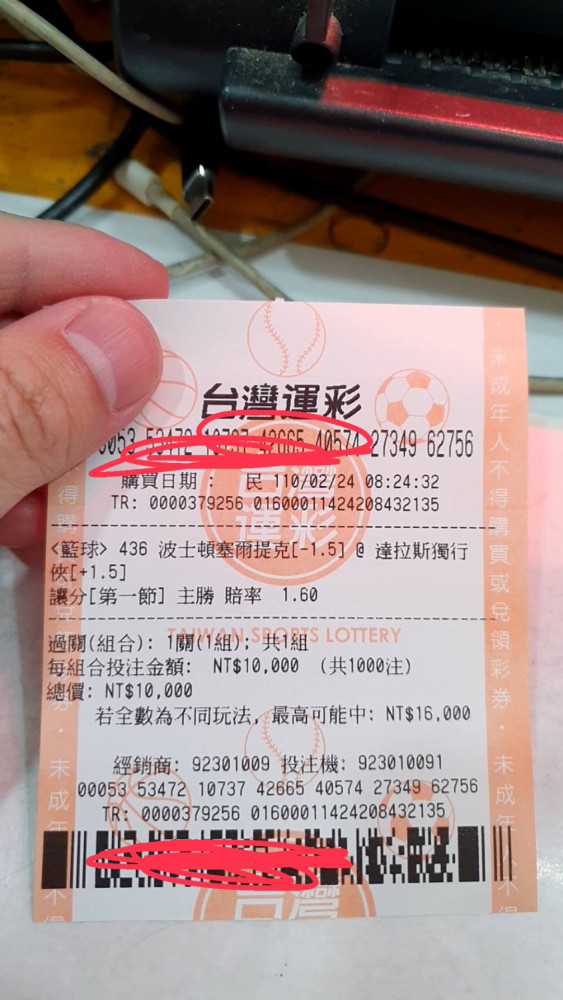 台灣運彩
27349 62756
購買日期： 民 110/02/24 08:24:32
TR: 0000379256 01600011424208432135
<籃球> 436 波士頓塞爾提克[-1.5] @ 達拉斯獨行
俠[+1.5]
讓分[第一節] 主勝 賠率 1.60
TAIWAN SPORTS LOTTERY
過關(組合): 1關(1組); 共1組
每組合投注金額: NT$10,000 (共1000注)
總價: NT$10,000
若全數為不同玩法, 最高可能中: NT$16,000
經銷商: 92301009 投注機: 923010091
00053 53472 10737 42665 40574 27349 62756
TR: 0000379256 01600011424208432135
未成年人不得購買或兌領彩券．未成年人不得